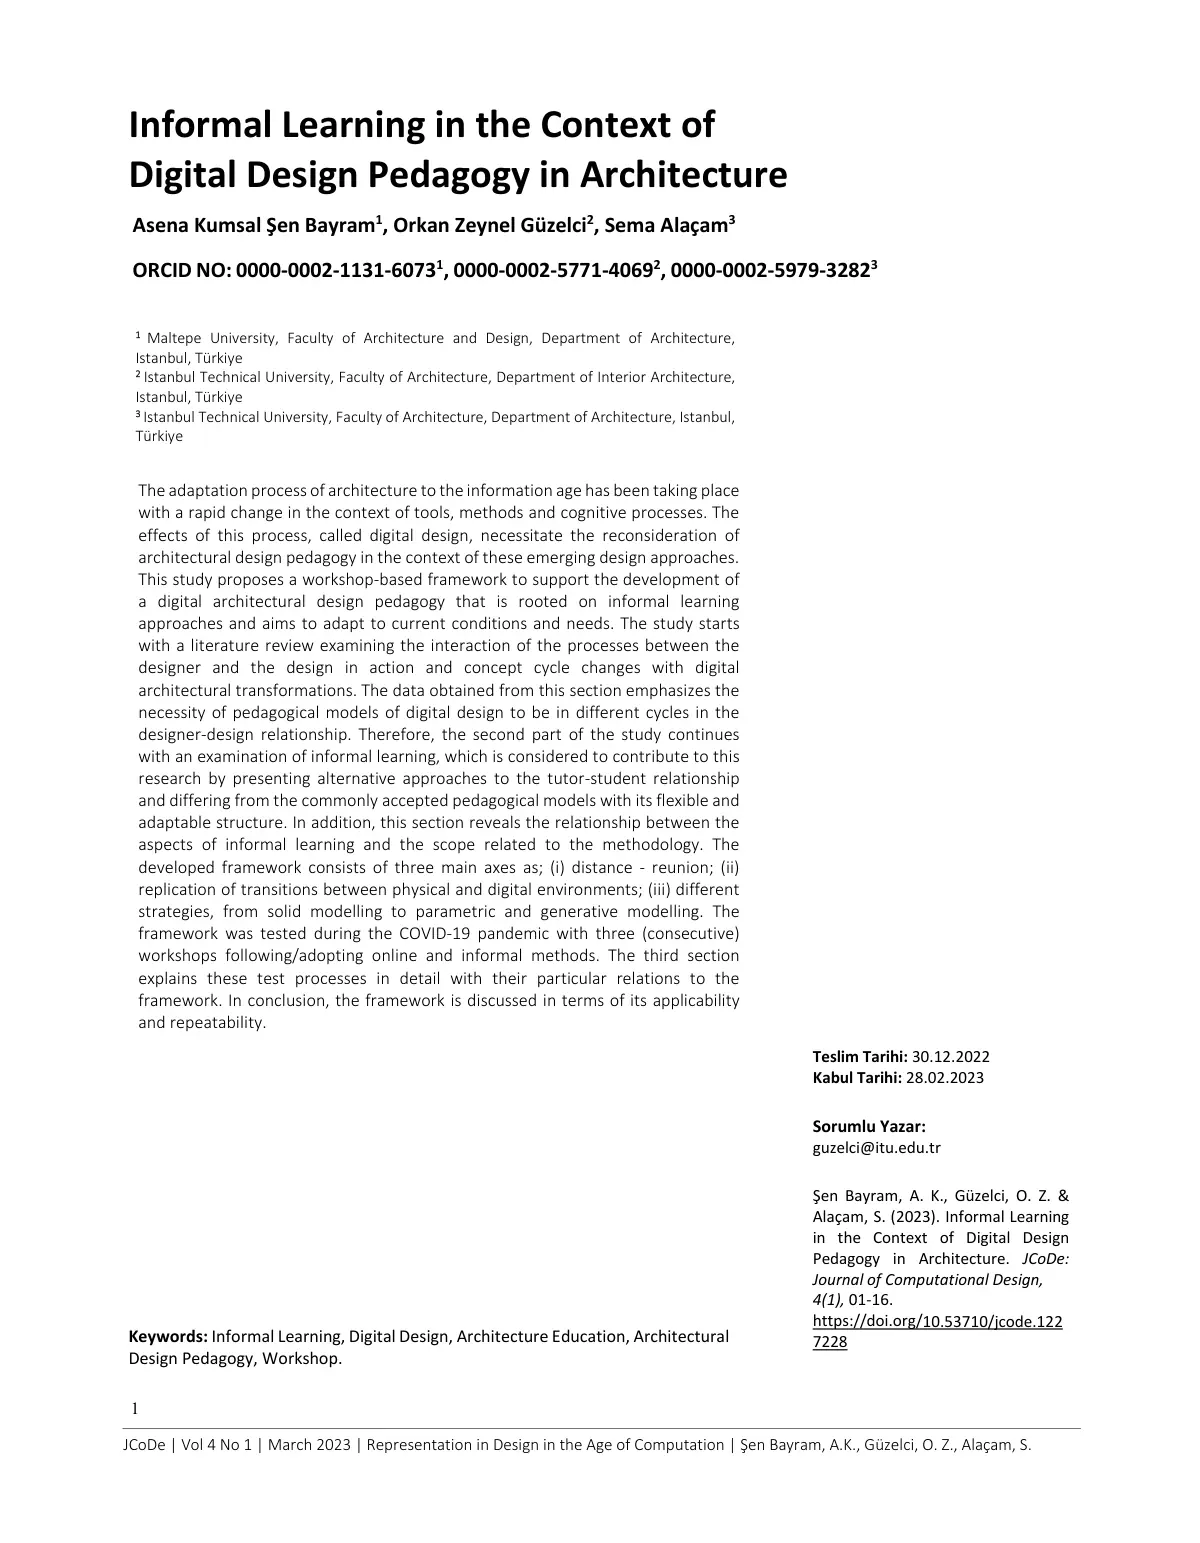 Informal Learning in the Context of
Digital Design Pedagogy in Architecture
Asena Kumsal Şen Bayram¹, Orkan Zeynel Güzelci², Sema Alaçam³
ORCID NO: 0000-0002-1131-6073¹, 0000-0002-5771-4069², 0000-0002-5979-3282³
¹ Maltepe University, Faculty of Architecture and Design, Department of Architecture,
Istanbul, Türkiye
² Istanbul Technical University, Faculty of Architecture, Department of Interior Architecture,
Istanbul, Türkiye
³ Istanbul Technical University, Faculty of Architecture, Department of Architecture, Istanbul,
Türkiye
The adaptation process of architecture to the information age has been taking place
with a rapid change in the context of tools, methods and cognitive processes. The
effects of this process, called digital design, necessitate the reconsideration of
architectural design pedagogy in the context of these emerging design approaches.
This study proposes a workshop-based framework to support the development of
a digital architectural design pedagogy that is rooted on informal learning
approaches and aims to adapt to current conditions and needs. The study starts
with a literature review examining the interaction of the processes between the
designer and the design in action and concept cycle changes with digital
architectural transformations. The data obtained from this section emphasizes the
necessity of pedagogical models of digital design to be in different cycles in the
designer-design relationship. Therefore, the second part of the study continues
with an examination of informal learning, which is considered to contribute to this
research by presenting alternative approaches to the tutor-student relationship
and differing from the commonly accepted pedagogical models with its flexible and
adaptable structure. In addition, this section reveals the relationship between the
aspects of informal learning and the scope related to the methodology. The
developed framework consists of three main axes as; (i) distance - reunion; (ii)
replication of transitions between physical and digital environments; (iii) different
strategies, from solid modelling to parametric and generative modelling. The
framework was tested during the COVID-19 pandemic with three (consecutive)
workshops following/adopting online and informal methods. The third section
explains these test processes in detail with their particular relations to the
framework. In conclusion, the framework is discussed in terms of its applicability
and repeatability.
Teslim Tarihi: 30.12.2022
Kabul Tarihi: 28.02.2023
Sorumlu Yazar:
guzelci@itu.edu.tr
Şen Bayram, A. K., Güzelci, O. Z. &
Alaçam, S. (2023). Informal Learning
in the Context of Digital Design
Pedagogy in Architecture. JCoDe:
Journal of Computational Design,
4(1), 01-16.
https://doi.org/10.53710/jcode.122
7228
Keywords: Informal Learning, Digital Design, Architecture Education, Architectural
Design Pedagogy, Workshop.
1
JCoDe | Vol 4 No 1 | March 2023 | Representation in Design in the Age of Computation | Şen Bayram, A.K., Güzelci, O. Z., Alaçam, S.